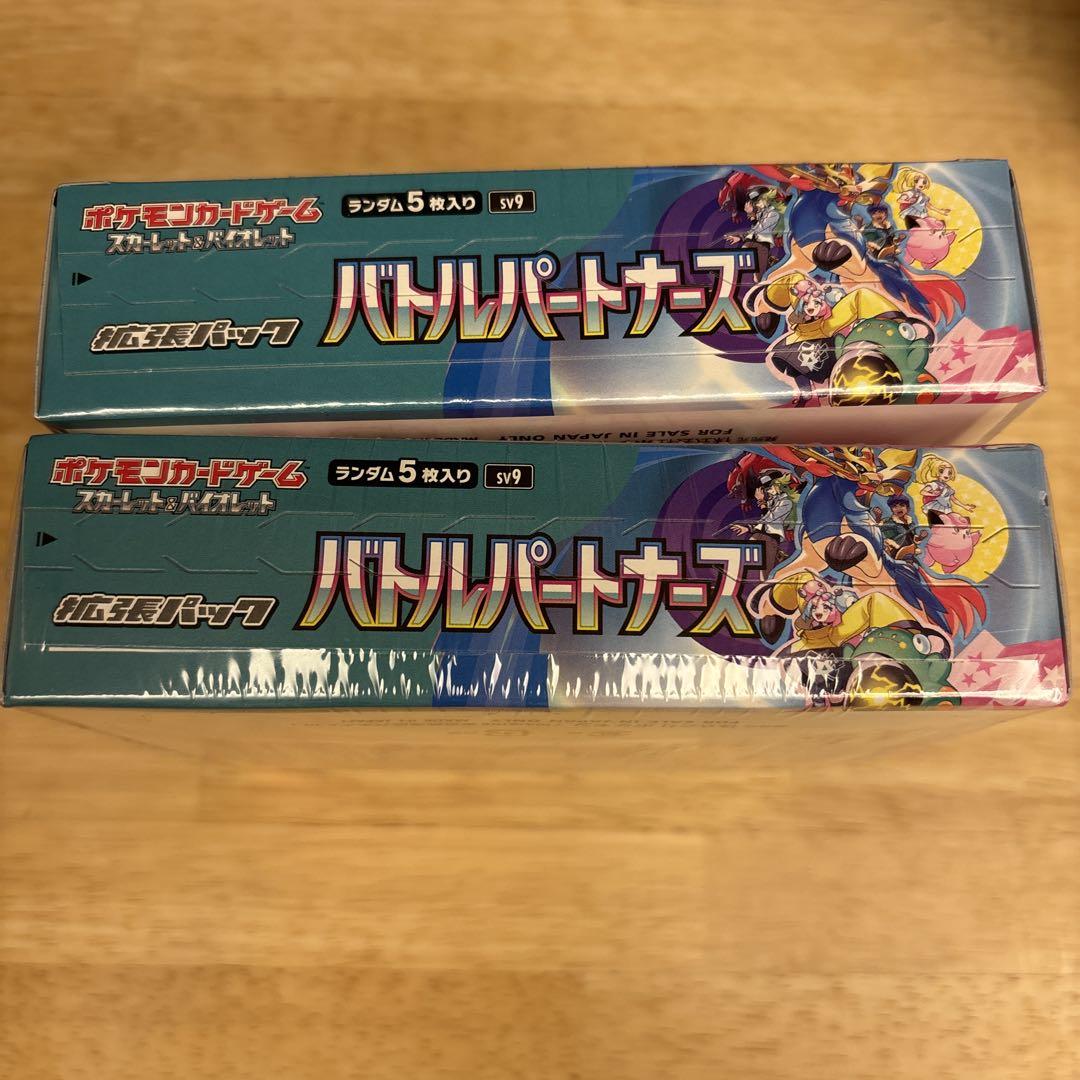 ポケモンカードゲーム
スカーレット&バイオレット
ランダム5枚入り
SV9
バトルパートナーズ
拡張パック
FOR SALE IN JAPAN ONLY
ポケモンカードゲーム
スカーレット&バイオレット
ランダム5枚入り
SV9
バトルパートナーズ
拡張パック